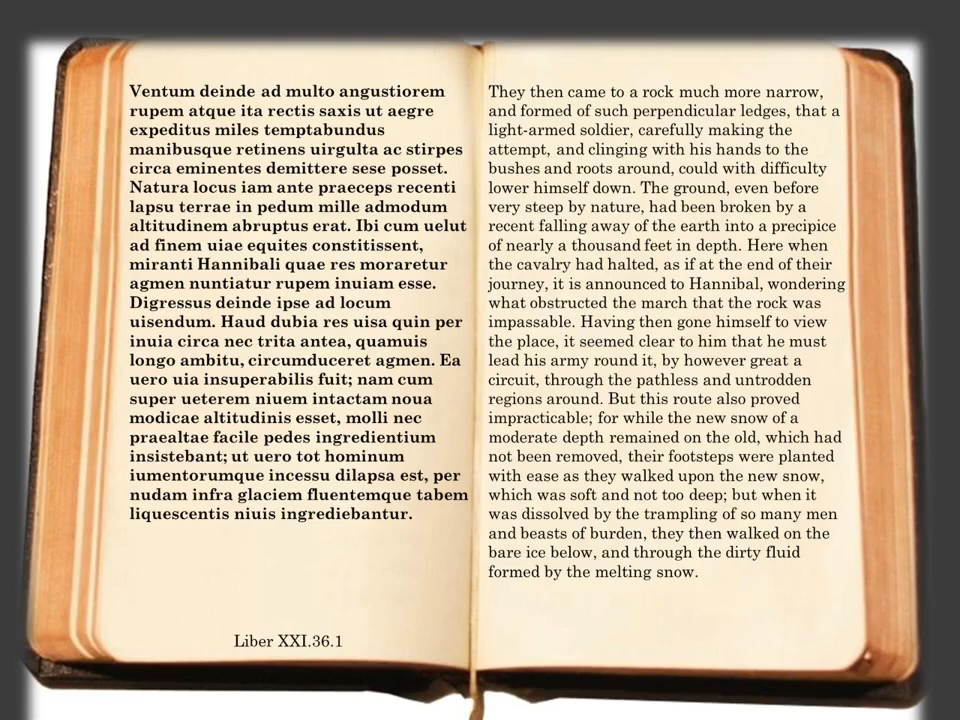 Ventum deinde ad multo angustiorem
rupem atque ita rectis saxis ut aegre
expeditus miles temptabundus
manibusque retinens uirgulta ac stirpes
circa eminentes demittere sese posset.
Natura locus iam ante praeceps recenti
lapsu terrae in pedum mille admodum
altitudinem abruptus erat. Ibi cum uelut
ad finem uiae equites constitissent,
miranti Hannibali quae res moraretur
agmen nuntiatur rupem inuiam esse.
Digressus deinde ipse ad locum
uisendum. Haud dubia res uisa quin per
inuia circa nec trita antea, quamuis
longo ambitu, circumduceret agmen. Ea
uero uia insuperabilis fuit; nam cum
super ueterem niuem intactam noua
modicae altitudinis esset, molli nec
praealtae facile pedes ingredientium
insistebant; ut uero tot hominum
iumentorumque incessu dilapsa est, per
nudam infra glaciem fluentemque tabem
liquescentis niuis ingrediebantur.
Liber XXI.36.1
They then came to a rock much more narrow,
and formed of such perpendicular ledges, that a
light-armed soldier, carefully making the
attempt, and clinging with his hands to the
bushes and roots around, could with difficulty
lower himself down. The ground, even before
very steep by nature, had been broken by a
recent falling away of the earth into a precipice
of nearly a thousand feet in depth. Here when
the cavalry had halted, as if at the end of their
journey, it is announced to Hannibal, wondering
what obstructed the march that the rock was
impassable. Having then gone himself to view
the place, it seemed clear to him that he must
lead his army round it, by however great a
circuit, through the pathless and untrodden
regions around. But this route also proved
impracticable; for while the new snow of a
moderate depth remained on the old, which had
not been removed, their footsteps were planted
with ease as they walked upon the new snow,
which was soft and not too deep; but when it
was dissolved by the trampling of so many men
and beasts of burden, they then walked on the
bare ice below, and through the dirty fluid
formed by the melting snow.